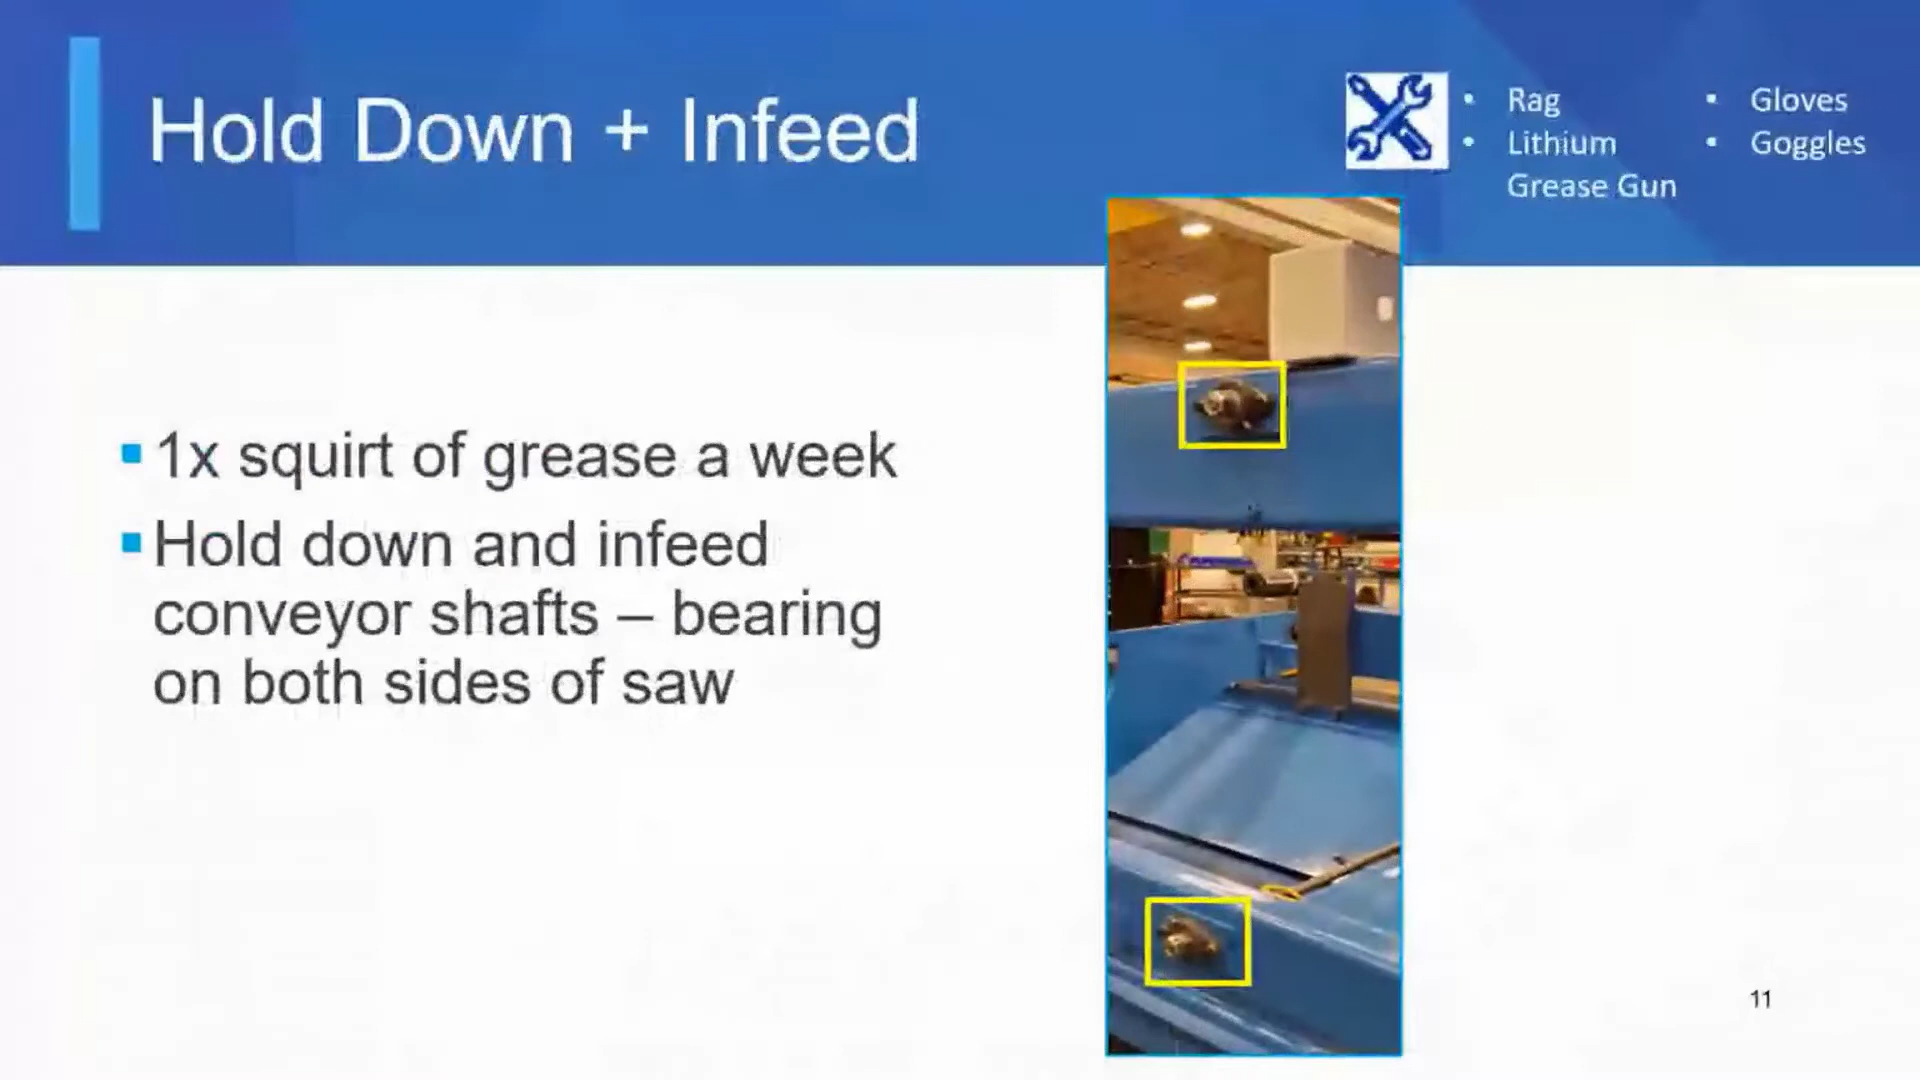 Hold Down + Infeed
• Rag
• Lithium
Grease Gun
• Gloves
• Goggles
▪ 1x squirt of grease a week
▪ Hold down and infeed
conveyor shafts – bearing
on both sides of saw
11